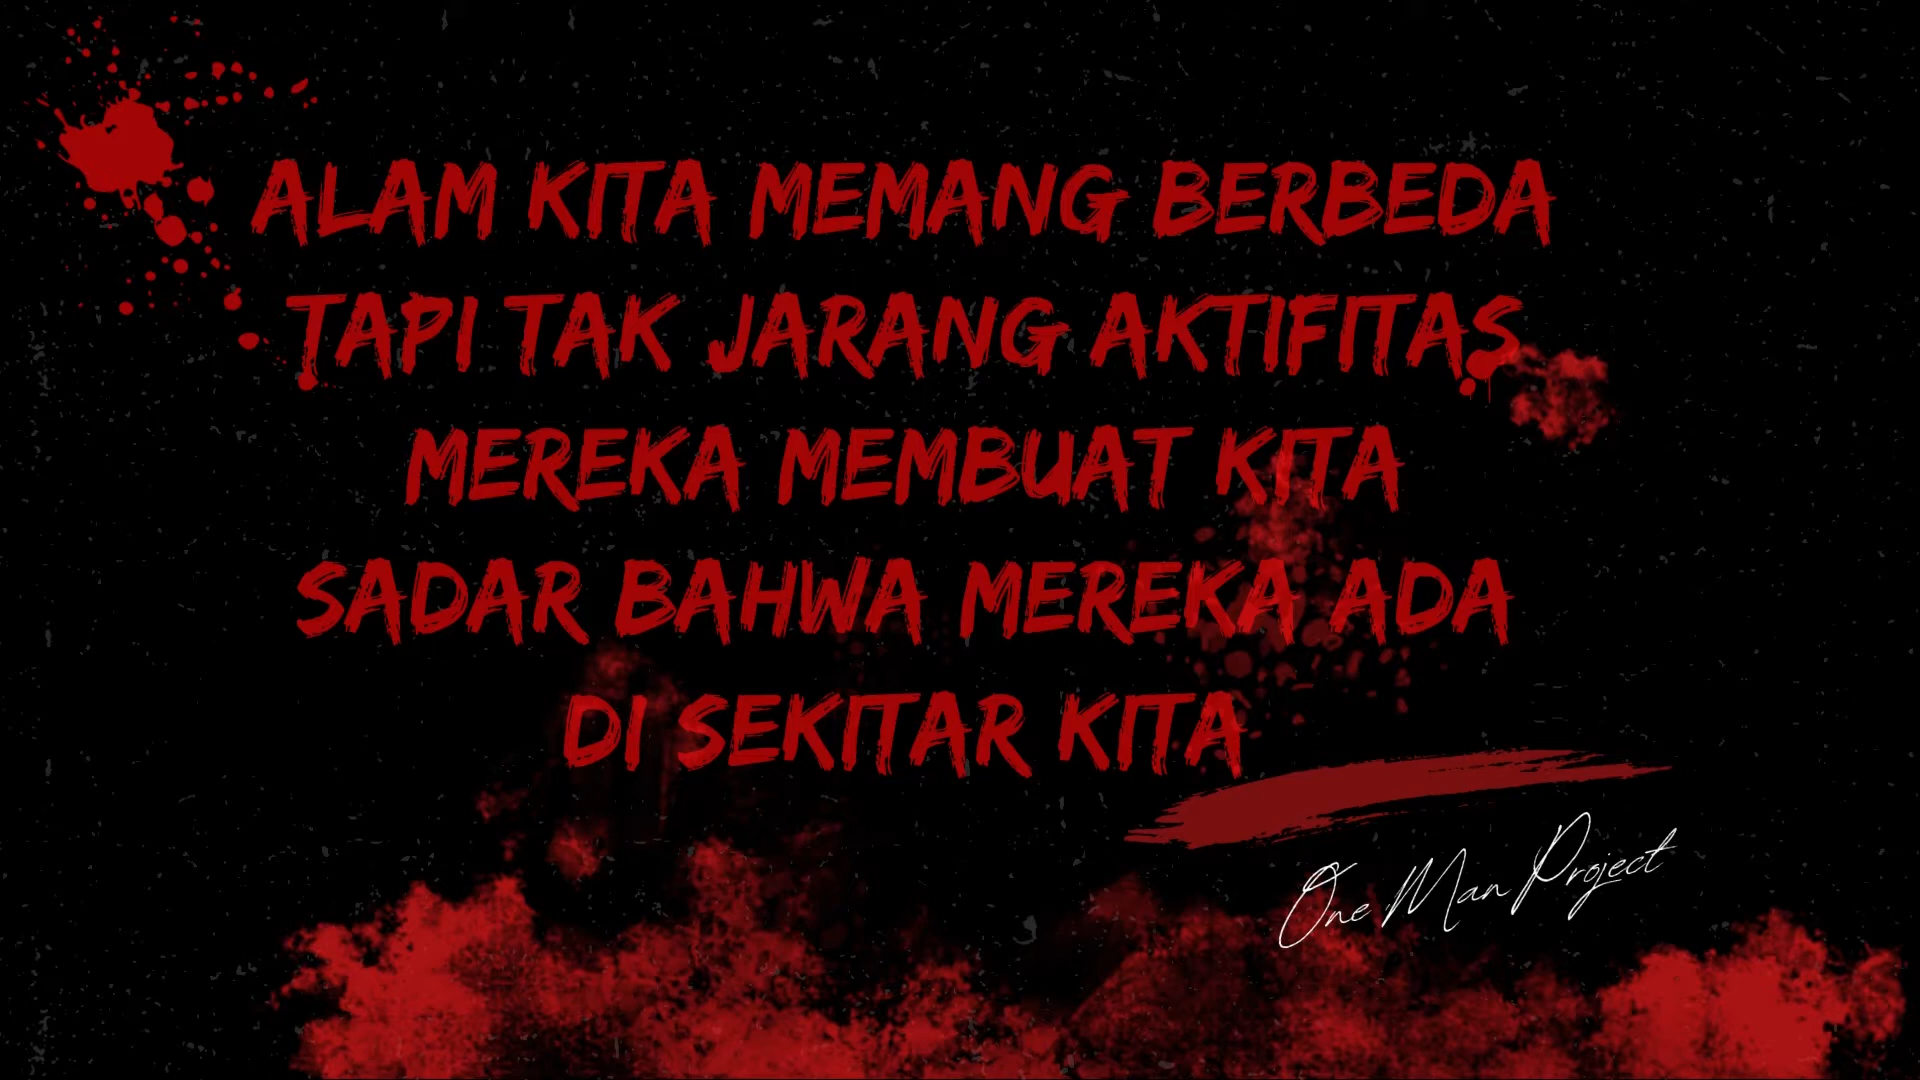 ALAM KITA MEMANG BERBEDA
TAPI TAK JARANG AKTIFITAS
MEREKA MEMBUAT KITA
SADAR BAHWA MEREKA ADA
DI SEKITAR KITA
One Man Project